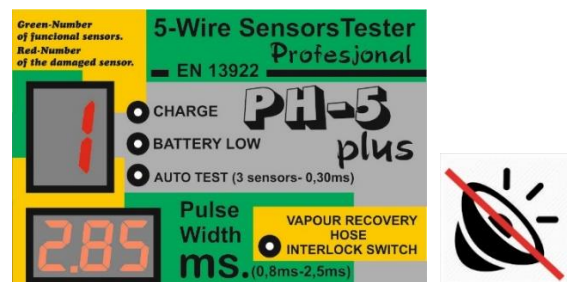 Green-Number
of funcional sensors.
Red-Number
of the damaged sensor.
5-Wire SensorsTester
Profesjonal
EN 13922
1
CHARGE
BATTERY LOW
AUTO TEST (3 sensors- 0,30ms)
PH-5
plus
2.85
Pulse
Width
ms.(0,8ms-2,5ms)
VAPOUR RECOVERY
HOSE
INTERLOCK SWITCH